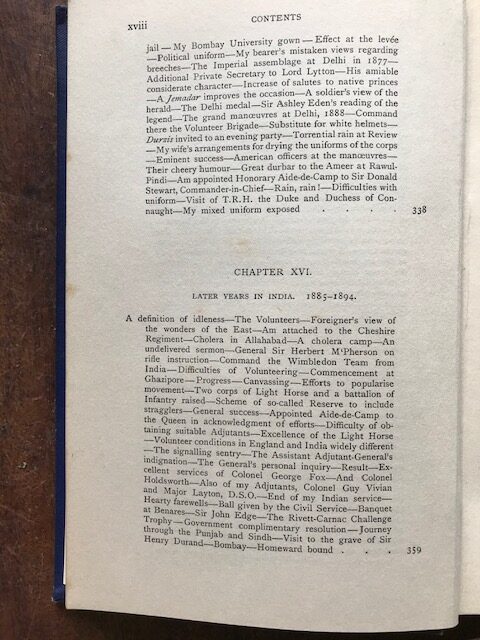 xviii
CONTENTS
jail — My Bombay University gown — Effect at the levée
—Political uniform—My bearer's mistaken views regarding
breeches—The Imperial assemblage at Delhi in 1877—
Additional Private Secretary to Lord Lytton—His amiable
considerate character—Increase of salutes to native princes
—A Jemadar improves the occasion—A soldier's view of the
herald—The Delhi medal—Sir Ashley Eden's reading of the
legend—The grand manœuvres at Delhi, 1888—Command
there the Volunteer Brigade—Substitute for white helmets—
Durzis invited to an evening party—Torrential rain at Review
—My wife's arrangements for drying the uniforms of the corps
—Eminent success—American officers at the manœuvres—
Their cheery humour—Great durbar to the Ameer at Rawul-
Pindi—Am appointed Honorary Aide-de-Camp to Sir Donald
Stewart, Commander-in-Chief—Rain, rain!—Difficulties with
uniform—Visit of T.R.H. the Duke and Duchess of Con-
naught—My mixed uniform exposed . . . . 338
CHAPTER XVI.
LATER YEARS IN INDIA. 1885-1894.
A definition of idleness—The Volunteers—Foreigner's view of
the wonders of the East—Am attached to the Cheshire
Regiment—Cholera in Allahabad—A cholera camp—An
undelivered sermon—General Sir Herbert M'Pherson on
rifle instruction—Command the Wimbledon Team from
India—Difficulties of Volunteering—Commencement at
Ghazipore—Progress—Canvassing—Efforts to popularise
movement—Two corps of Light Horse and a battalion of
Infantry raised—Scheme of so-called Reserve to include
stragglers—General success—Appointed Aide-de-Camp to
the Queen in acknowledgment of efforts—Difficulty of ob-
taining suitable Adjutants—Excellence of the Light Horse
—Volunteer conditions in England and India widely different
—The signalling sentry—The Assistant Adjutant-General's
indignation—The General's personal inquiry—Result—Ex-
cellent services of Colonel George Fox—And Colonel
Holdsworth—Also of my Adjutants, Colonel Guy Vivian
and Major Layton, D.S.O.—End of my Indian service—
Hearty farewells—Ball given by the Civil Service—Banquet
at Benares—Sir John Edge—The Rivett-Carnac Challenge
Trophy—Government complimentary resolution—Journey
through the Punjab and Sindh—Visit to the grave of Sir
Henry Durand—Bombay—Homeward bound . . . 359